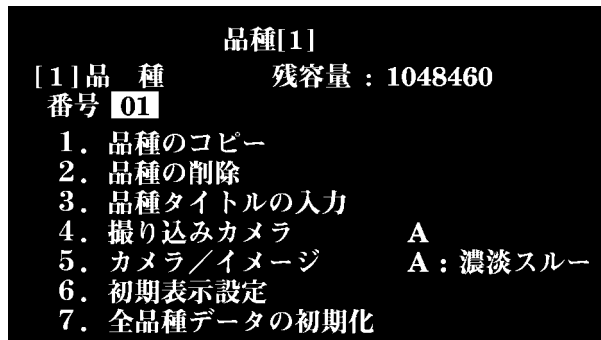 品種[1]
[1]品 種 残容量 : 1048460
番号 01
1. 品種のコピー
2. 品種の削除
3. 品種タイトルの入力
4. 撮り込みカメラ A
5. カメラ/イメージ A : 濃淡スルー
6. 初期表示設定
7. 全品種データの初期化